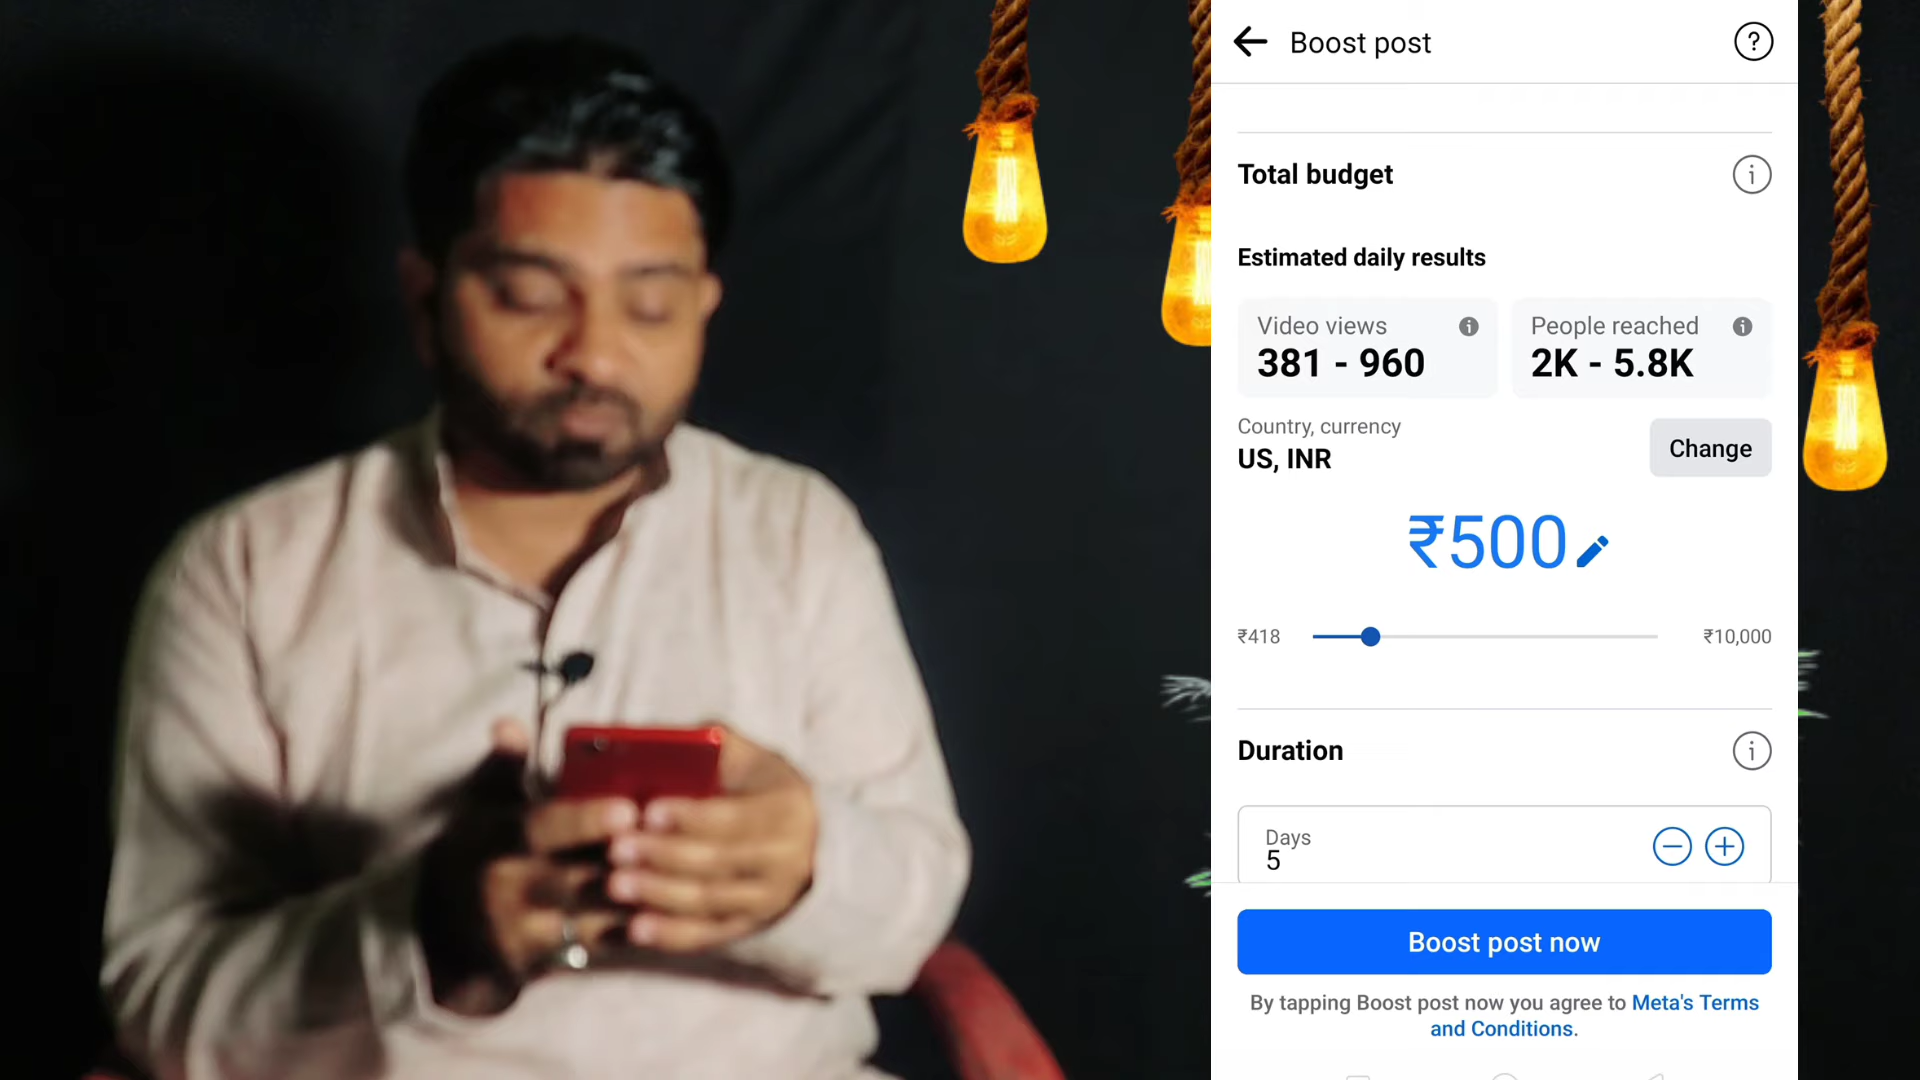 Boost post
?
Total budget
Estimated daily results
Video views
People reached
381 - 960
2K - 5.8K
Country, currency
US, INR
Change
₹500
₹418
₹10,000
Duration
Days
5
Boost post now
By tapping Boost post now you agree to Meta's Terms
and Conditions.